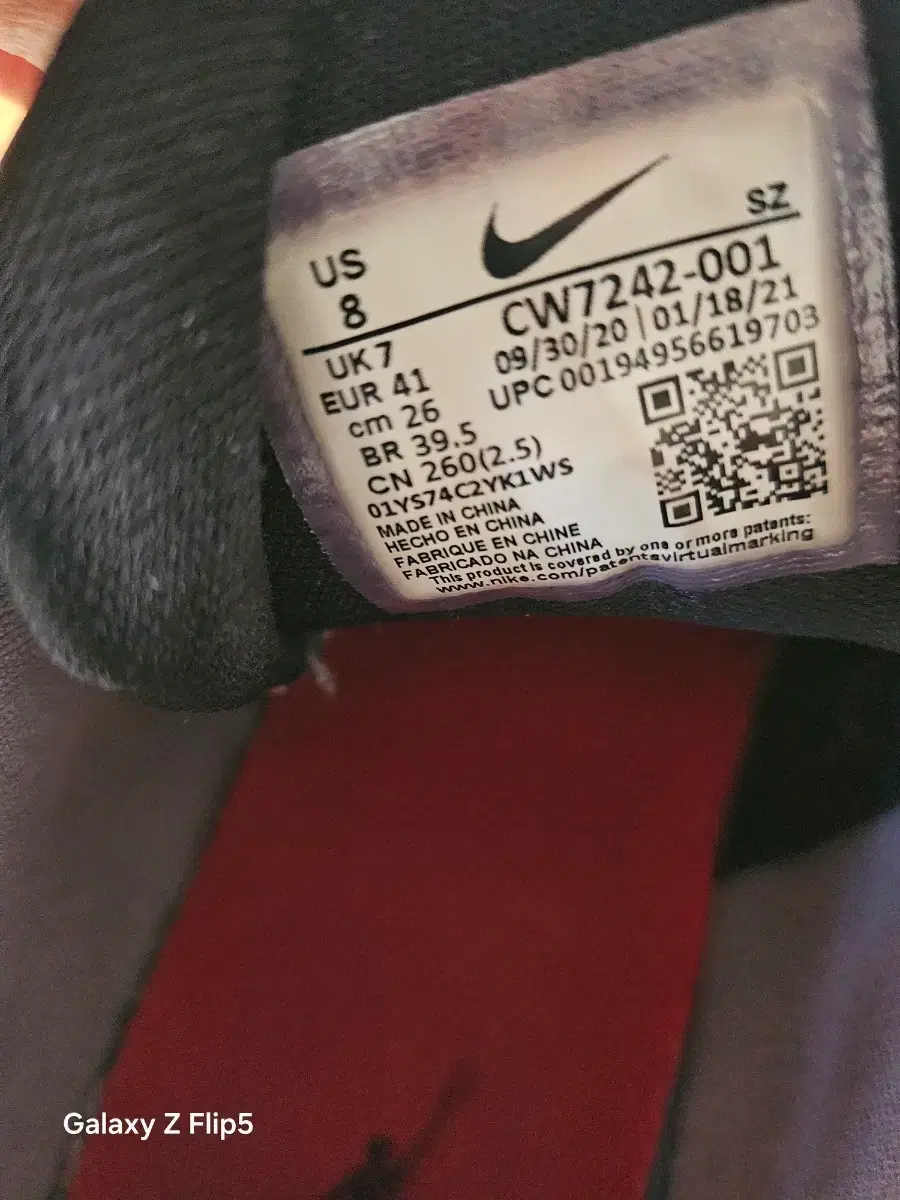 US
8
SZ
CW7242-001
09/30/20 | 01/18/21
UPC 00194956619703
UK 7
EUR 41
cm 26
BR 39.5
CN 260(2.5)
01YS74C2YK1WS
MADE IN CHINA
HECHO EN CHINA
FABRIQUE EN CHINE
FABRICADO NA CHINA
This product is covered by one or more patents:
www.nike.com/patentsvirtualmarking
Galaxy Z Flip5